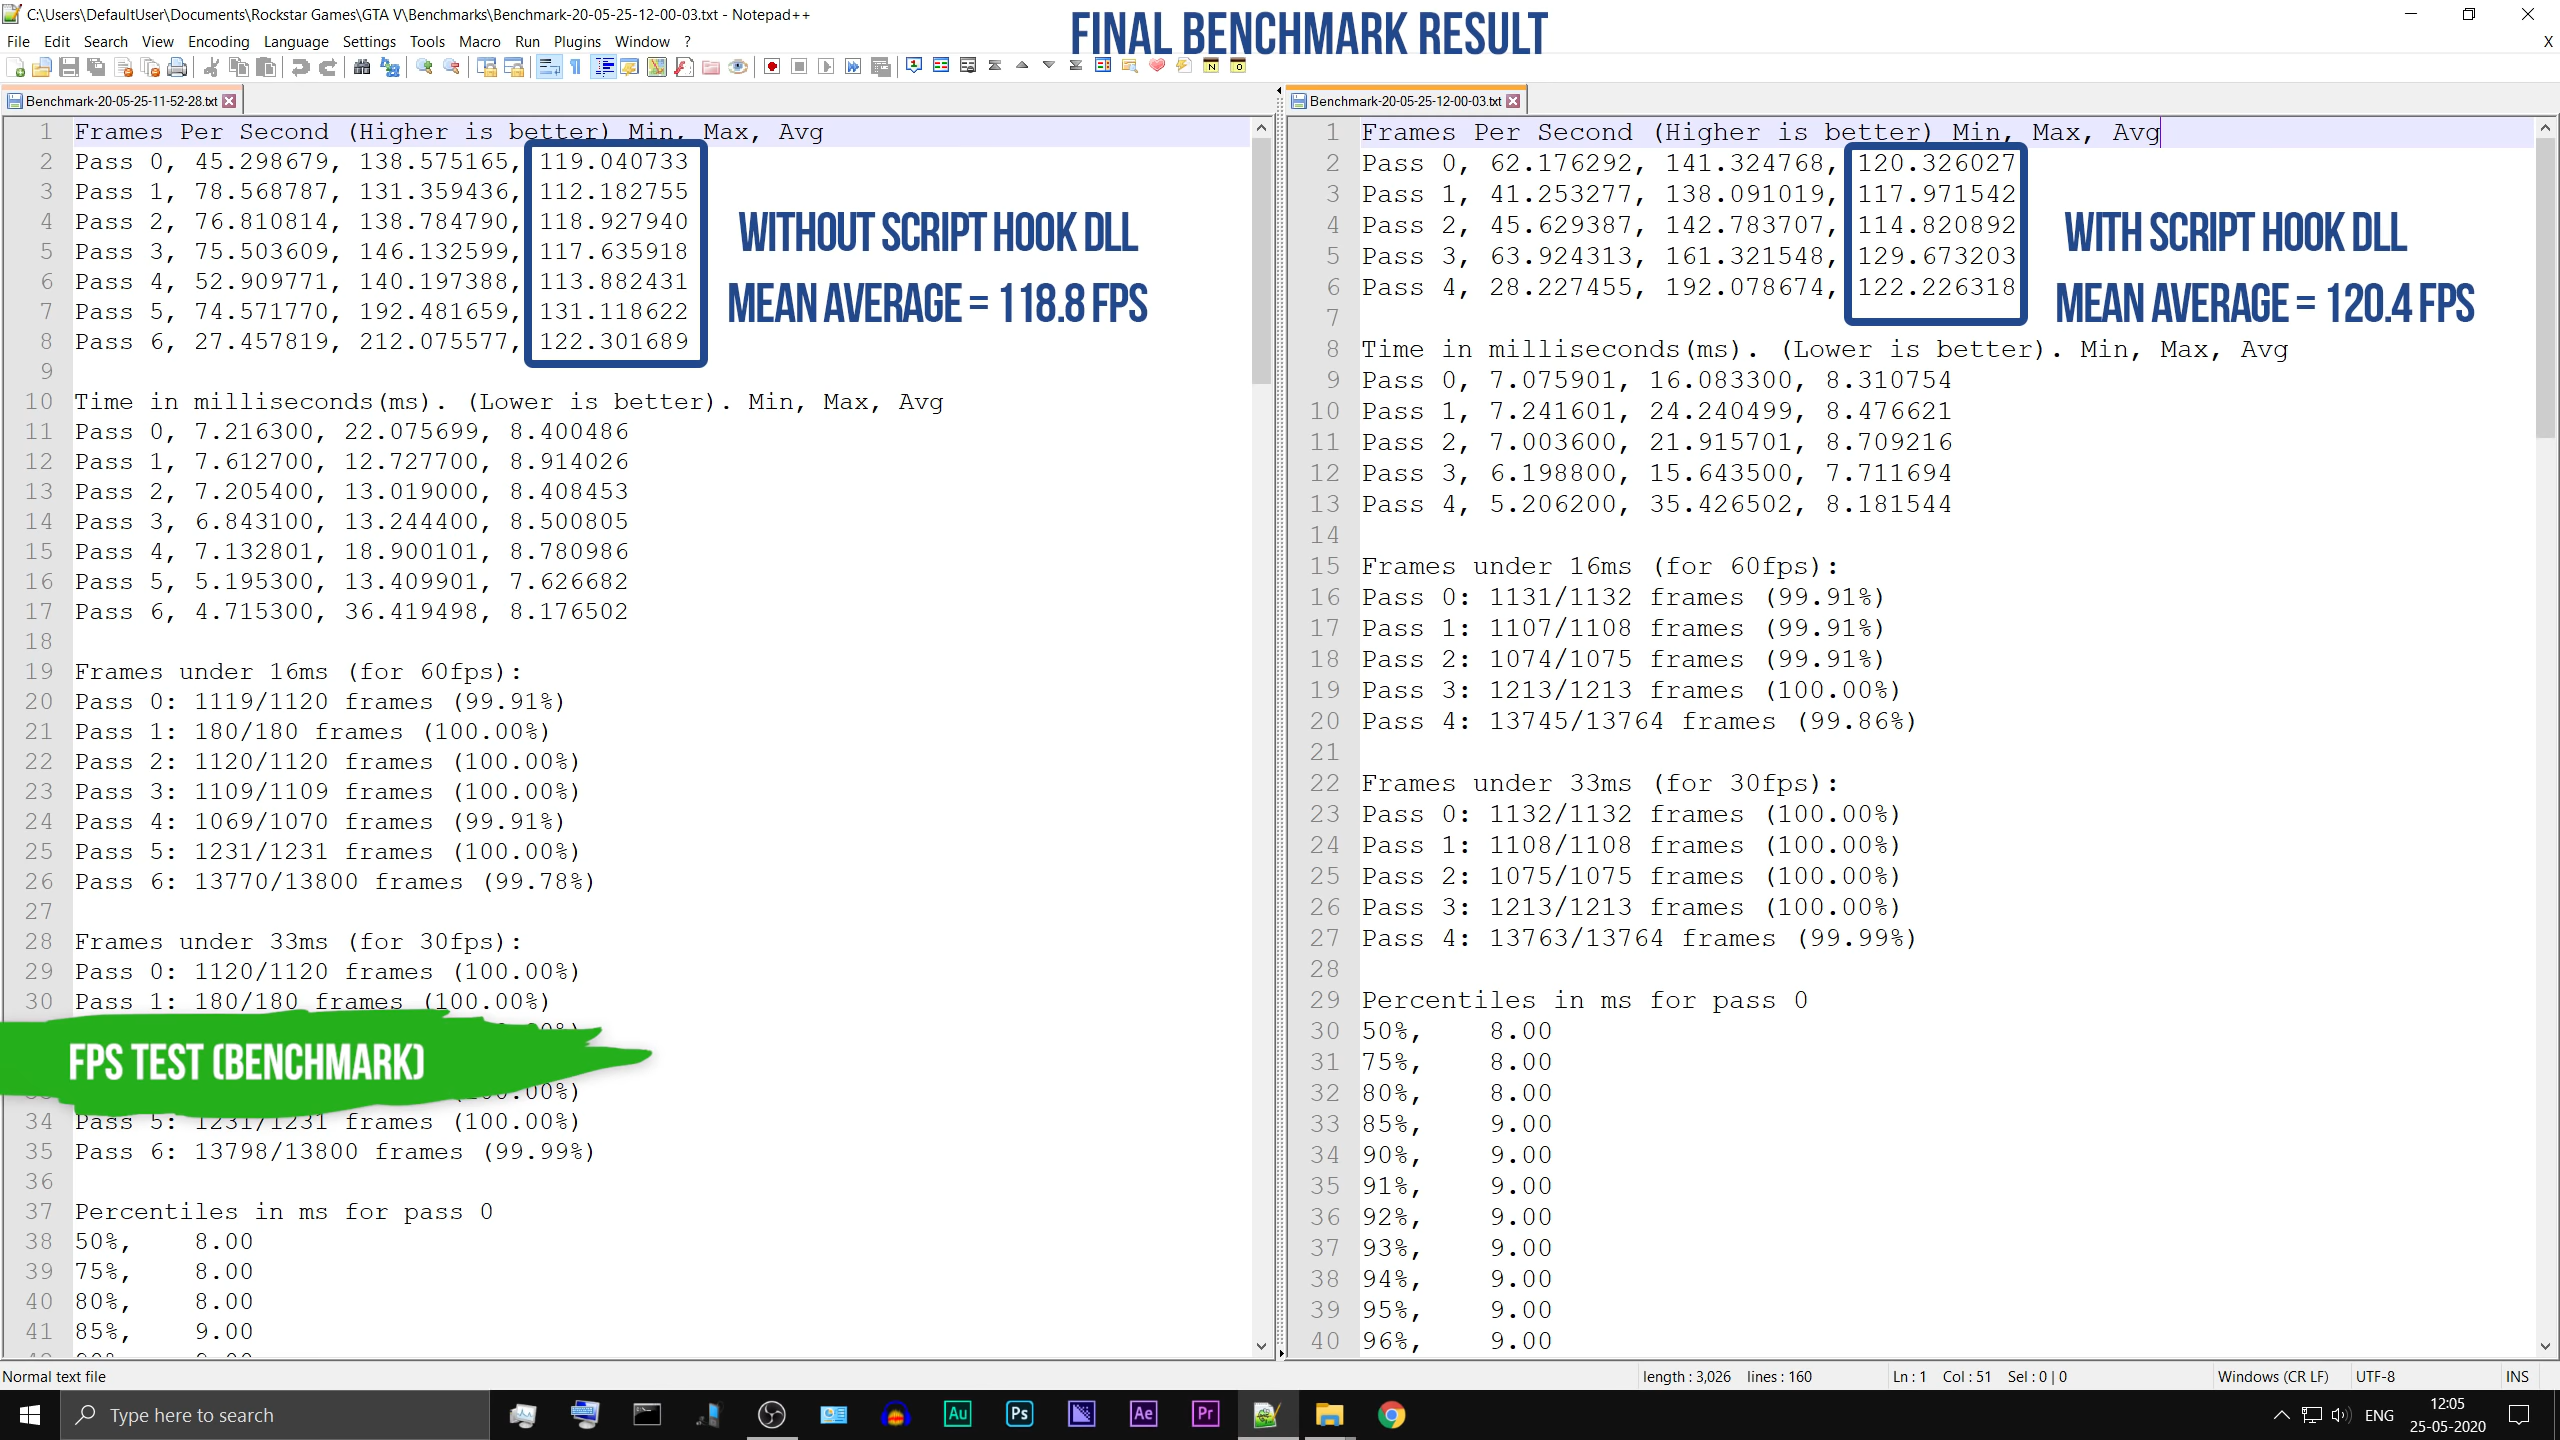 C:\Users\DefaultUser\Documents\Rockstar Games\GTA V\Benchmarks\Benchmark-20-05-25-12-00-03.txt - Notepad++
FINAL BENCHMARK RESULT
File Edit Search View Encoding Language Settings Tools Macro Run Plugins Window ?
X
Benchmark-20-05-25-11-52-28.txt
1 Frames Per Second (Higher is better) Min, Max, Avg
2 Pass 0, 45.298679, 138.575165, 119.040733
3 Pass 1, 78.568787, 131.359436, 112.182755
4 Pass 2, 76.810814, 138.784790, 118.927940
5 Pass 3, 75.503609, 146.132599, 117.635918
6 Pass 4, 52.909771, 140.197388, 113.882431
7 Pass 5, 74.571770, 192.481659, 131.118622
8 Pass 6, 27.457819, 212.075577, 122.301689
9
10 Time in milliseconds(ms). (Lower is better). Min, Max, Avg
11 Pass 0, 7.216300, 22.075699, 8.400486
12 Pass 1, 7.612700, 12.727700, 8.914026
13 Pass 2, 7.205400, 13.019000, 8.408453
14 Pass 3, 6.843100, 13.244400, 8.500805
15 Pass 4, 7.132801, 18.900101, 8.780986
16 Pass 5, 5.195300, 13.409901, 7.626682
17 Pass 6, 4.715300, 36.419498, 8.176502
18
19 Frames under 16ms (for 60fps):
20 Pass 0: 1119/1120 frames (99.91%)
21 Pass 1: 180/180 frames (100.00%)
22 Pass 2: 1120/1120 frames (100.00%)
23 Pass 3: 1109/1109 frames (100.00%)
24 Pass 4: 1069/1070 frames (99.91%)
25 Pass 5: 1231/1231 frames (100.00%)
26 Pass 6: 13770/13800 frames (99.78%)
27
28 Frames under 33ms (for 30fps):
29 Pass 0: 1120/1120 frames (100.00%)
30 Pass 1: 180/180 frames (100.00%)
34 Pass 5: 1231/1231 frames (100.00%)
35 Pass 6: 13798/13800 frames (99.99%)
36
37 Percentiles in ms for pass 0
38 50%, 8.00
39 75%, 8.00
40 80%, 8.00
41 85%, 9.00
WITHOUT SCRIPT HOOK DLL
MEAN AVERAGE = 118.8 FPS
FPS TEST (BENCHMARK)
Benchmark-20-05-25-12-00-03.txt
1 Frames Per Second (Higher is better) Min, Max, Avg
2 Pass 0, 62.176292, 141.324768, 120.326027
3 Pass 1, 41.253277, 138.091019, 117.971542
4 Pass 2, 45.629387, 142.783707, 114.820892
5 Pass 3, 63.924313, 161.321548, 129.673203
6 Pass 4, 28.227455, 192.078674, 122.226318
7
8 Time in milliseconds(ms). (Lower is better). Min, Max, Avg
9 Pass 0, 7.075901, 16.083300, 8.310754
10 Pass 1, 7.241601, 24.240499, 8.476621
11 Pass 2, 7.003600, 21.915701, 8.709216
12 Pass 3, 6.198800, 15.643500, 7.711694
13 Pass 4, 5.206200, 35.426502, 8.181544
14
15 Frames under 16ms (for 60fps):
16 Pass 0: 1131/1132 frames (99.91%)
17 Pass 1: 1107/1108 frames (99.91%)
18 Pass 2: 1074/1075 frames (99.91%)
19 Pass 3: 1213/1213 frames (100.00%)
20 Pass 4: 13745/13764 frames (99.86%)
21
22 Frames under 33ms (for 30fps):
23 Pass 0: 1132/1132 frames (100.00%)
24 Pass 1: 1108/1108 frames (100.00%)
25 Pass 2: 1075/1075 frames (100.00%)
26 Pass 3: 1213/1213 frames (100.00%)
27 Pass 4: 13763/13764 frames (99.99%)
28
29 Percentiles in ms for pass 0
30 50%, 8.00
31 75%, 8.00
32 80%, 8.00
33 85%, 9.00
34 90%, 9.00
35 91%, 9.00
36 92%, 9.00
37 93%, 9.00
38 94%, 9.00
39 95%, 9.00
40 96%, 9.00
WITH SCRIPT HOOK DLL
MEAN AVERAGE = 120.4 FPS
Normal text file length : 3,026 lines : 160 Ln : 1 Col : 51 Sel : 0 | 0 Windows (CR LF) UTF-8 INS
Type here to search
Au
Ps
Ae
Pr
ENG
12:05
25-05-2020